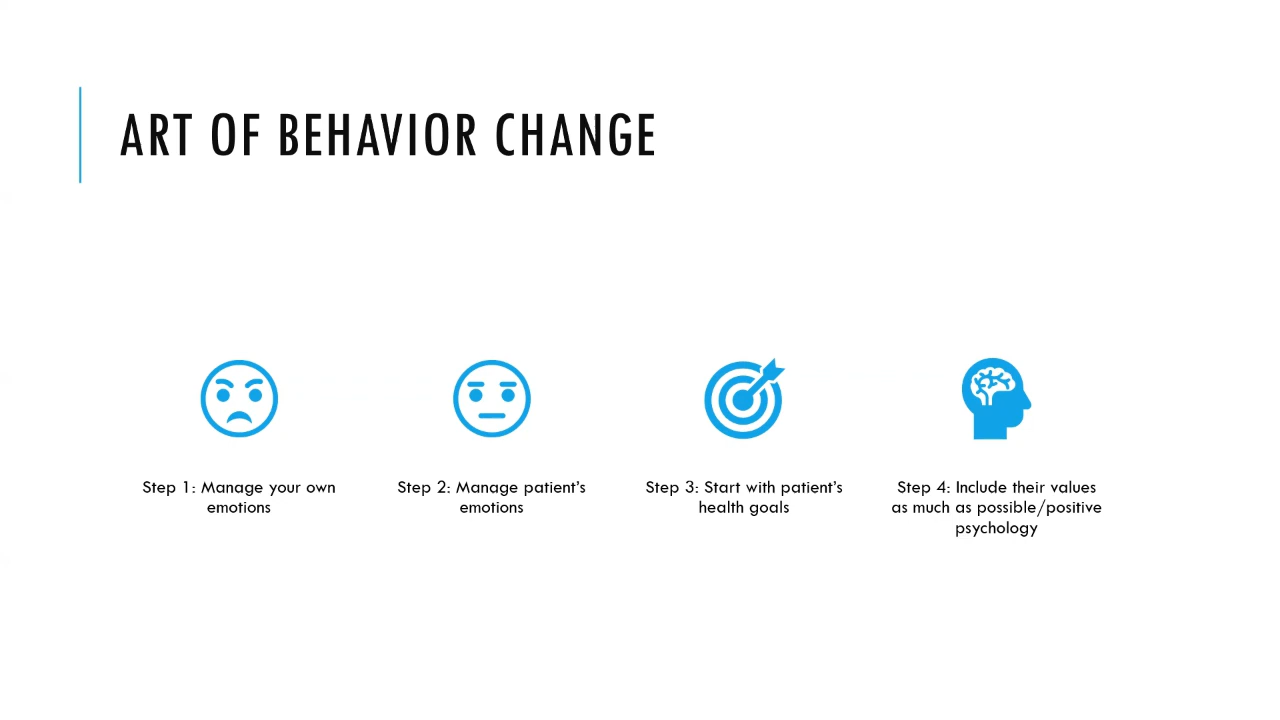 ART OF BEHAVIOR CHANGE
Step 1: Manage your own
emotions
Step 2: Manage patient's
emotions
Step 3: Start with patient's
health goals
Step 4: Include their values
as much as possible/positive
psychology